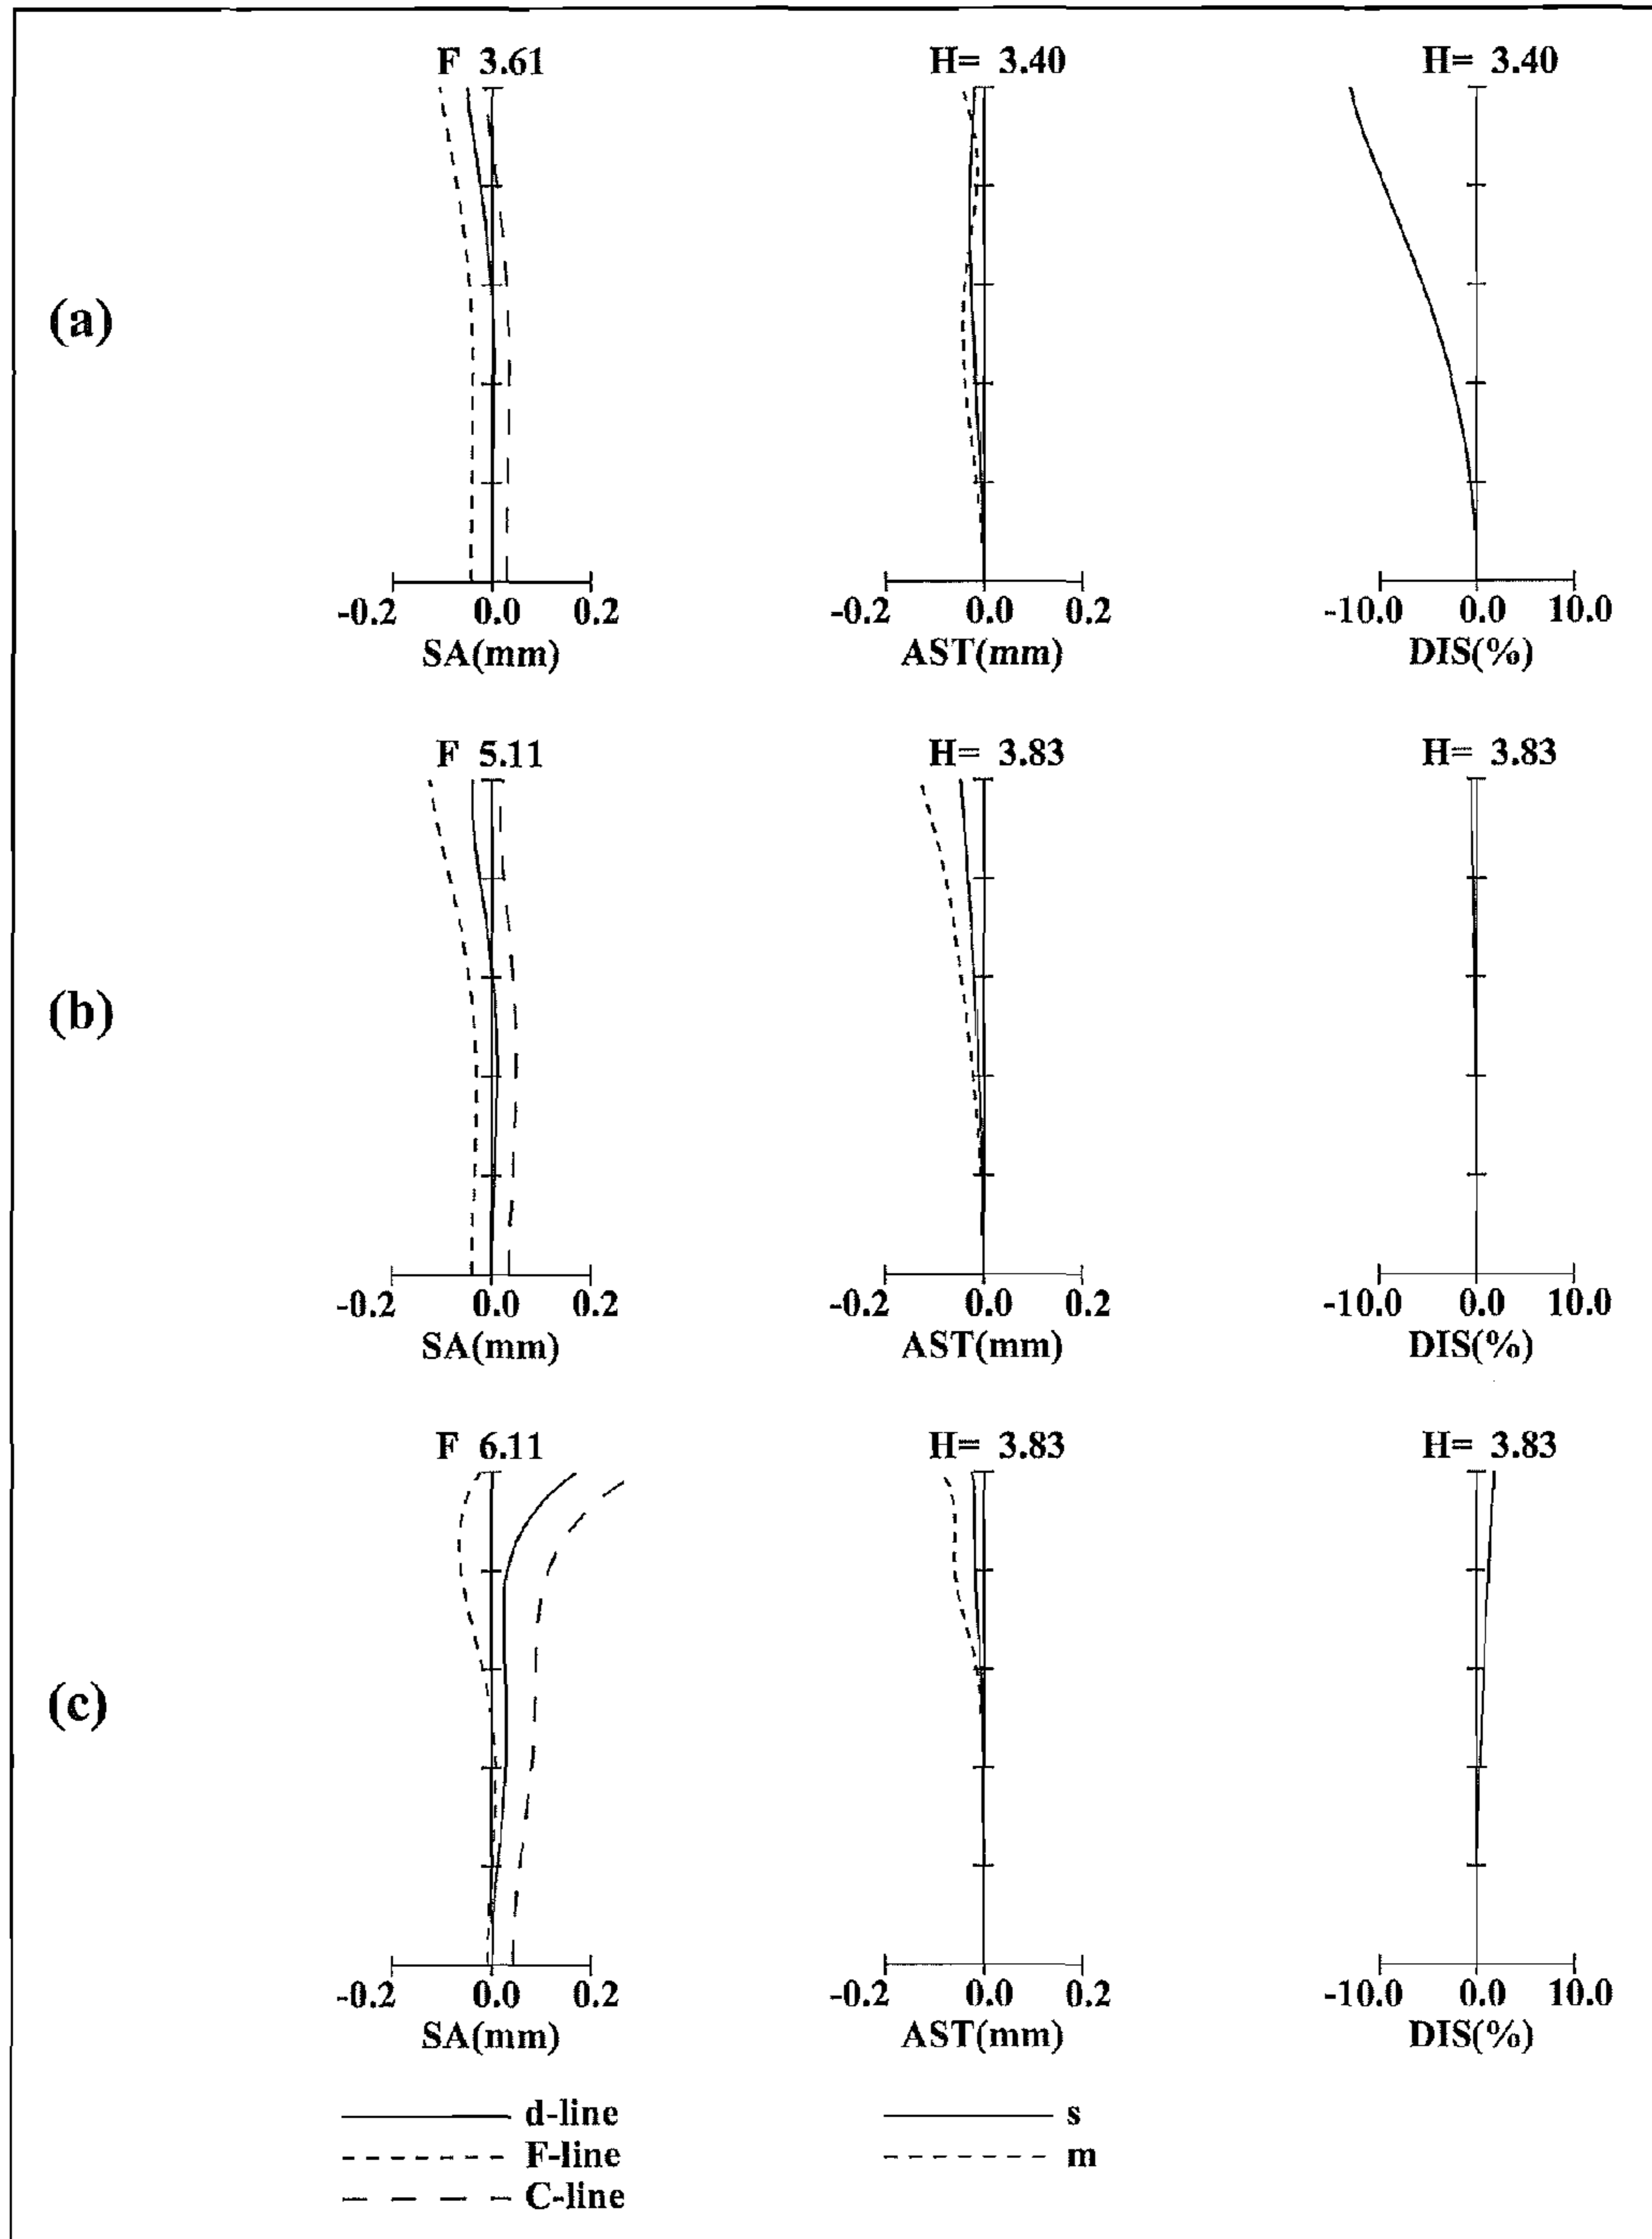 F 3.61
H= 3.40
H= 3.40
(a)
-0.2 0.0 0.2
SA(mm)
-0.2 0.0 0.2
AST(mm)
-10.0 0.0 10.0
DIS(%)
F 5.11
H= 3.83
H= 3.83
(b)
-0.2 0.0 0.2
SA(mm)
-0.2 0.0 0.2
AST(mm)
-10.0 0.0 10.0
DIS(%)
F 6.11
H= 3.83
H= 3.83
(c)
-0.2 0.0 0.2
SA(mm)
-0.2 0.0 0.2
AST(mm)
-10.0 0.0 10.0
DIS(%)
d-line
F-line
C-line
s
m